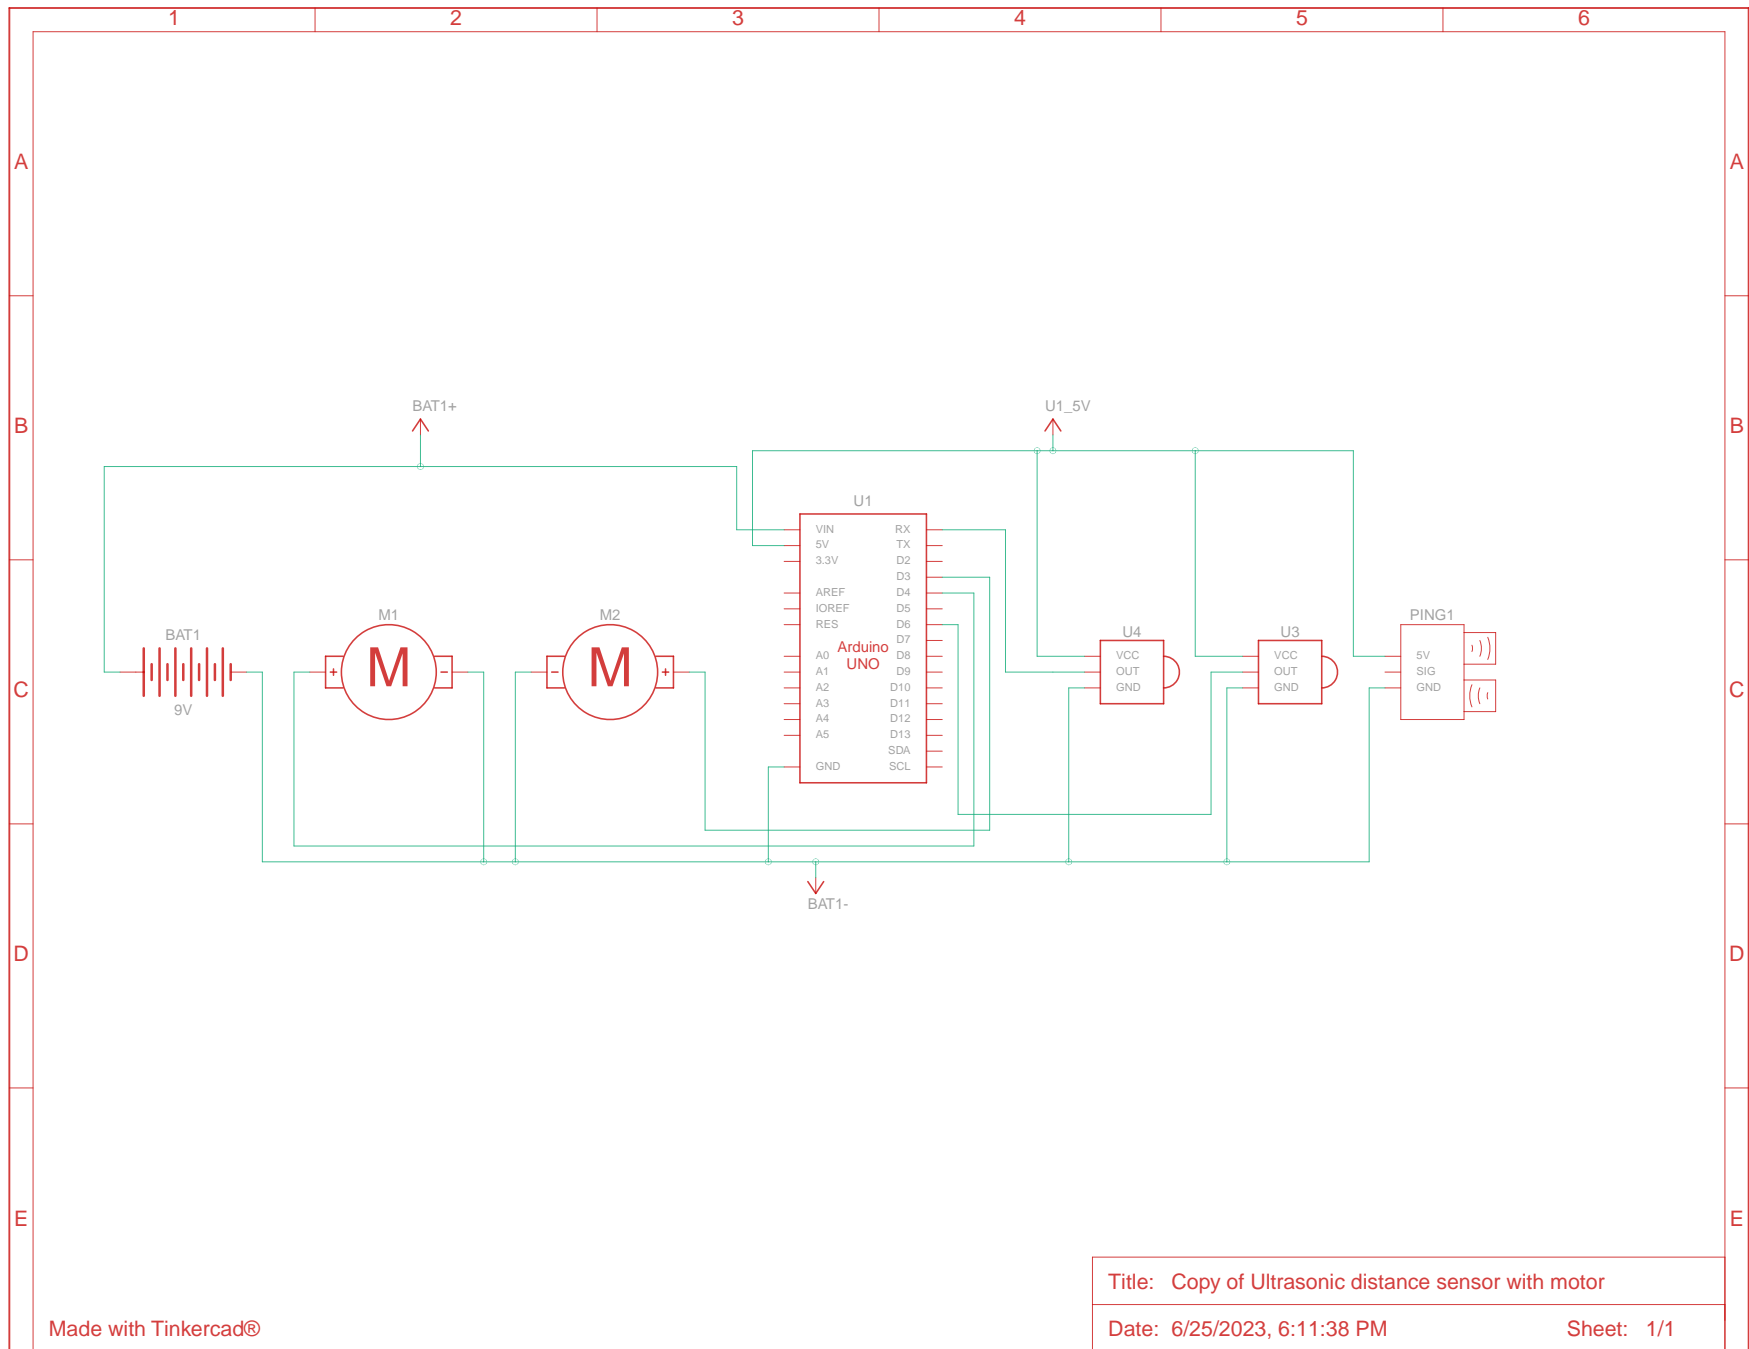 1 2 3 4 5 6
A A
B B
C C
D D
E E
BAT1+
U1_5V
BAT1
9V
M1
+ M -
M2
- M +
U1
VIN RX
5V TX
3.3V D2
D3
AREF D4
IOREF D5
RES D6
D7
Arduino
UNO
A0 D8
A1 D9
A2 D10
A3 D11
A4 D12
A5 D13
SDA
GND SCL
U4
VCC
OUT
GND
U3
VCC
OUT
GND
PING1
5V
SIG
GND
BAT1-
Title: Copy of Ultrasonic distance sensor with motor
Made with Tinkercad®
Date: 6/25/2023, 6:11:38 PM Sheet: 1/1